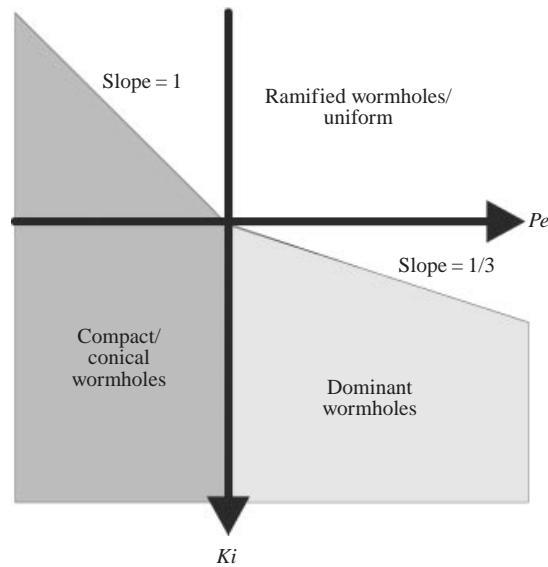 Slope = 1
Ramified wormholes/
uniform
Pe
Slope = 1/3
Compact/
conical
wormholes
Dominant
wormholes
Ki